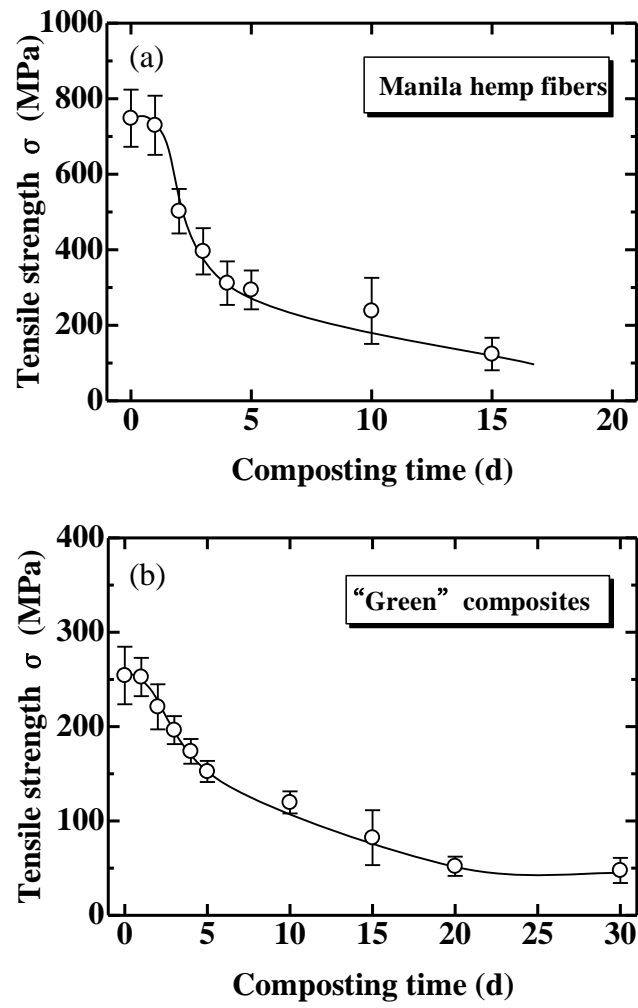 1000
(a)
Manila hemp fibers
800
600
400
200
0
Tensile strength σ (MPa)
0 5 10 15 20
Composting time (d)
400
(b)
“Green” composites
300
200
100
0
Tensile strength σ (MPa)
0 5 10 15 20 25 30
Composting time (d)